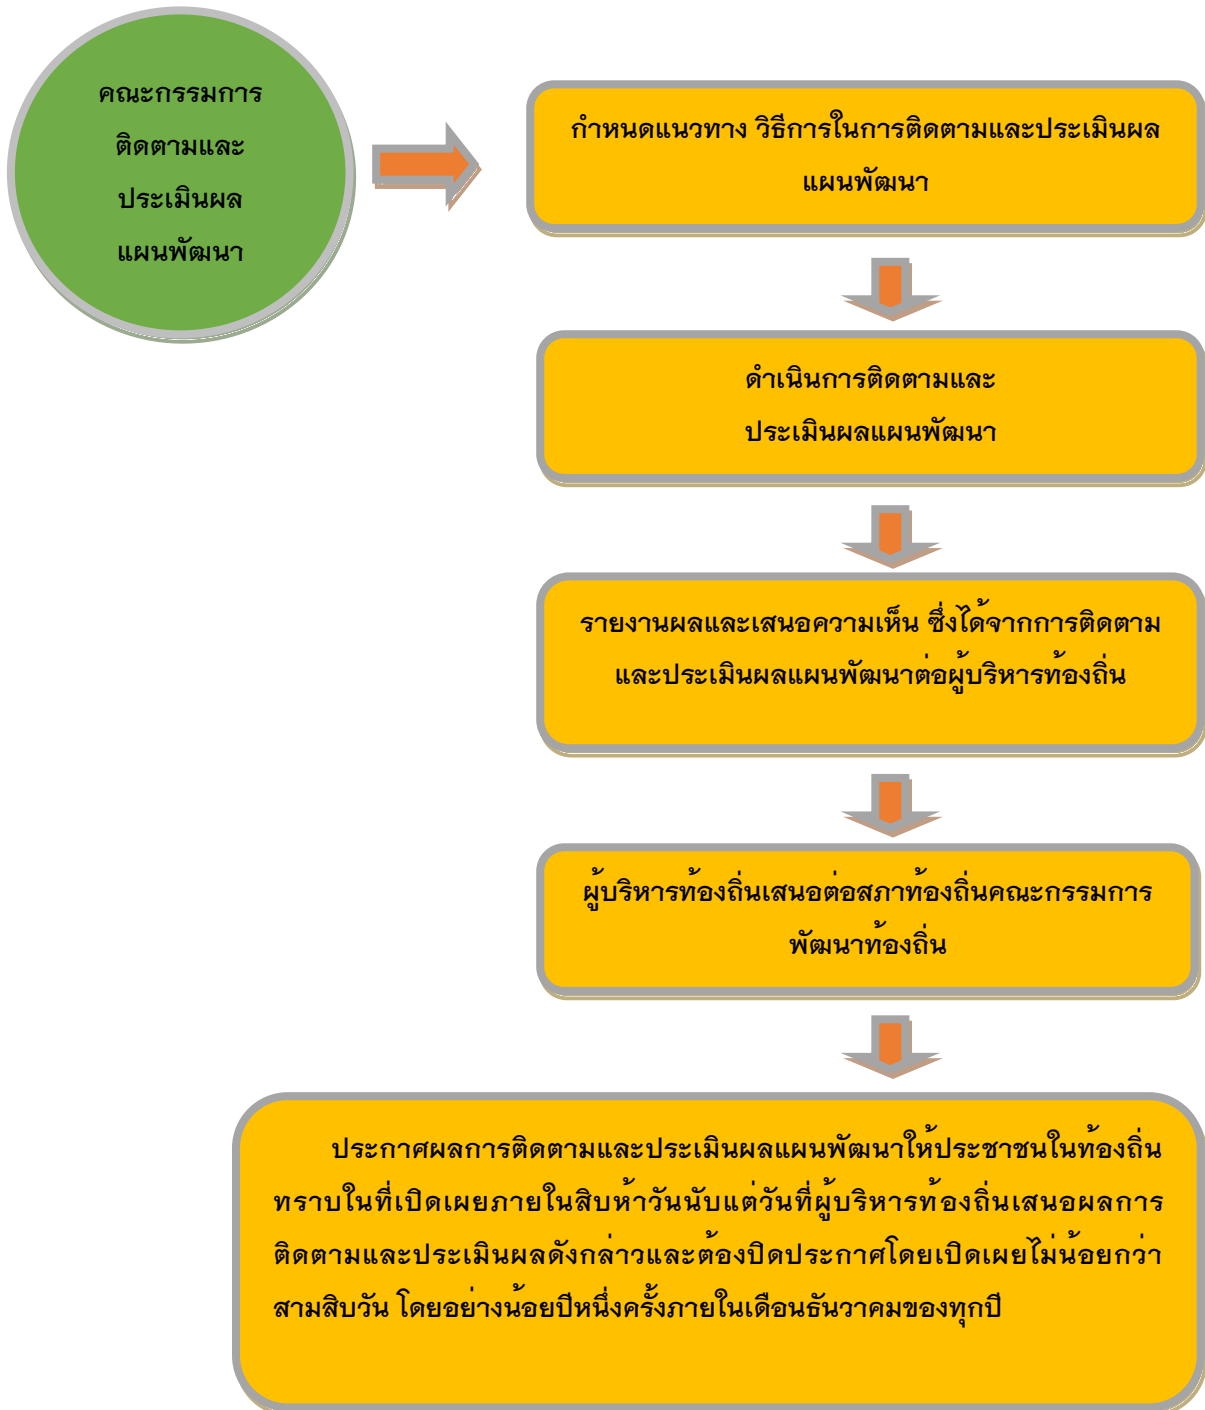 คณะกรรมการ
ติดตามและ
ประเมินผล
แผนพัฒนา
กำหนดแนวทาง วิธีการในการติดตามและประเมินผล
แผนพัฒนา
ดำเนินการติดตามและ
ประเมินผลแผนพัฒนา
รายงานผลและเสนอความเห็น ซึ่งได้จากการติดตาม
และประเมินผลแผนพัฒนาต่อผู้บริหารท้องถิ่น
ผู้บริหารท้องถิ่นเสนอต่อสภาท้องถิ่นคณะกรรมการ
พัฒนาท้องถิ่น
ประกาศผลการติดตามและประเมินผลแผนพัฒนาให้ประชาชนในท้องถิ่น
ทราบในที่เปิดเผยภายในสิบห้าวันนับแต่วันที่ผู้บริหารท้องถิ่นเสนอผลการ
ติดตามและประเมินผลดังกล่าวและต้องปิดประกาศโดยเปิดเผยไม่น้อยกว่า
สามสิบวัน โดยอย่างน้อยปีหนึ่งครั้งภายในเดือนธันวาคมของทุกปี